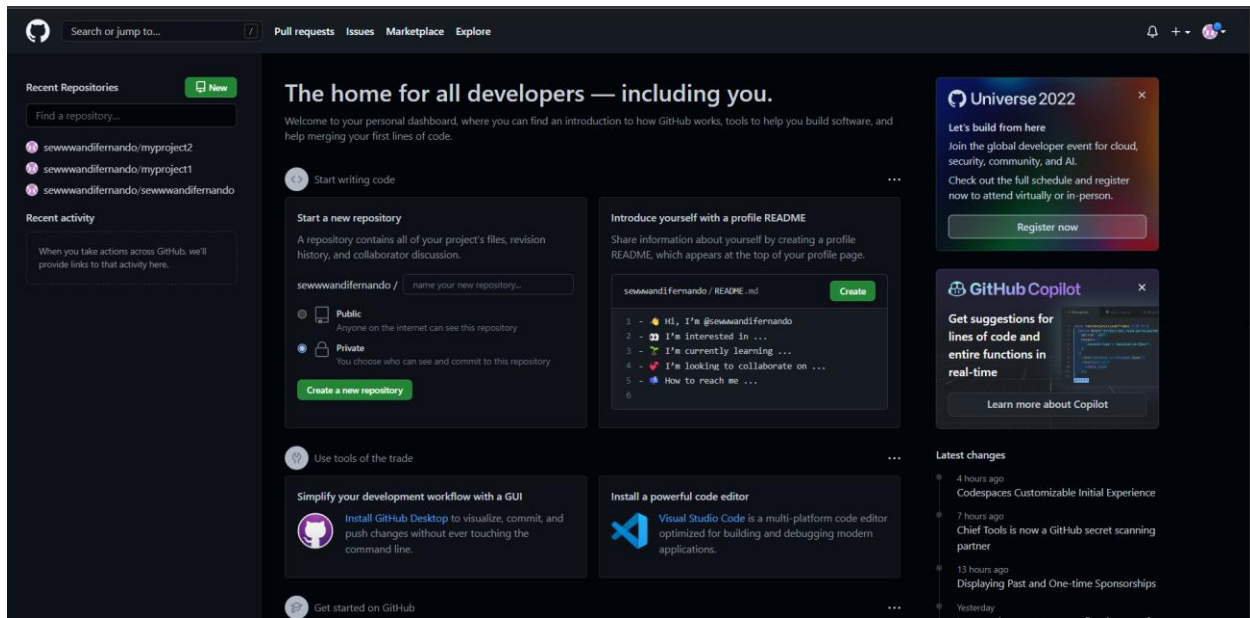 Search or jump to...
/
Pull requests Issues Marketplace Explore
Recent Repositories
New
Find a repository...
sewwwandifernando/myproject2
sewwwandifernando/myproject1
sewwwandifernando/sewwwandifernando
Recent activity
When you take actions across GitHub, we'll
provide links to that activity here.
The home for all developers — including you.
Welcome to your personal dashboard, where you can find an introduction to how GitHub works, tools to help you build software, and
help merging your first lines of code.
Start writing code
Start a new repository
A repository contains all of your project's files, revision
history, and collaborator discussion.
sewwwandifernando / name your new repository...
Public
Anyone on the internet can see this repository
Private
You choose who can see and commit to this repository
Create a new repository
Introduce yourself with a profile README
Share information about yourself by creating a profile
README, which appears at the top of your profile page.
sewwwandifernando / README.md
Create
1 - 👋 Hi, I'm @sewwwandifernando
2 - 👀 I'm interested in ...
3 - 🌱 I'm currently learning ...
4 - 💞️ I'm looking to collaborate on ...
5 - 📫 How to reach me ...
6
Use tools of the trade
Simplify your development workflow with a GUI
Install GitHub Desktop to visualize, commit, and
push changes without ever touching the
command line.
Install a powerful code editor
Visual Studio Code is a multi-platform code editor
optimized for building and debugging modern
applications.
Get started on GitHub
Universe 2022
Let's build from here
Join the global developer event for cloud,
security, community, and AI.
Check out the full schedule and register
now to attend virtually or in-person.
Register now
GitHub Copilot
Get suggestions for
lines of code and
entire functions in
real-time
Learn more about Copilot
Latest changes
4 hours ago
Codespaces Customizable Initial Experience
7 hours ago
Chief Tools is now a GitHub secret scanning
partner
13 hours ago
Displaying Past and One-time Sponsorships
Yesterday